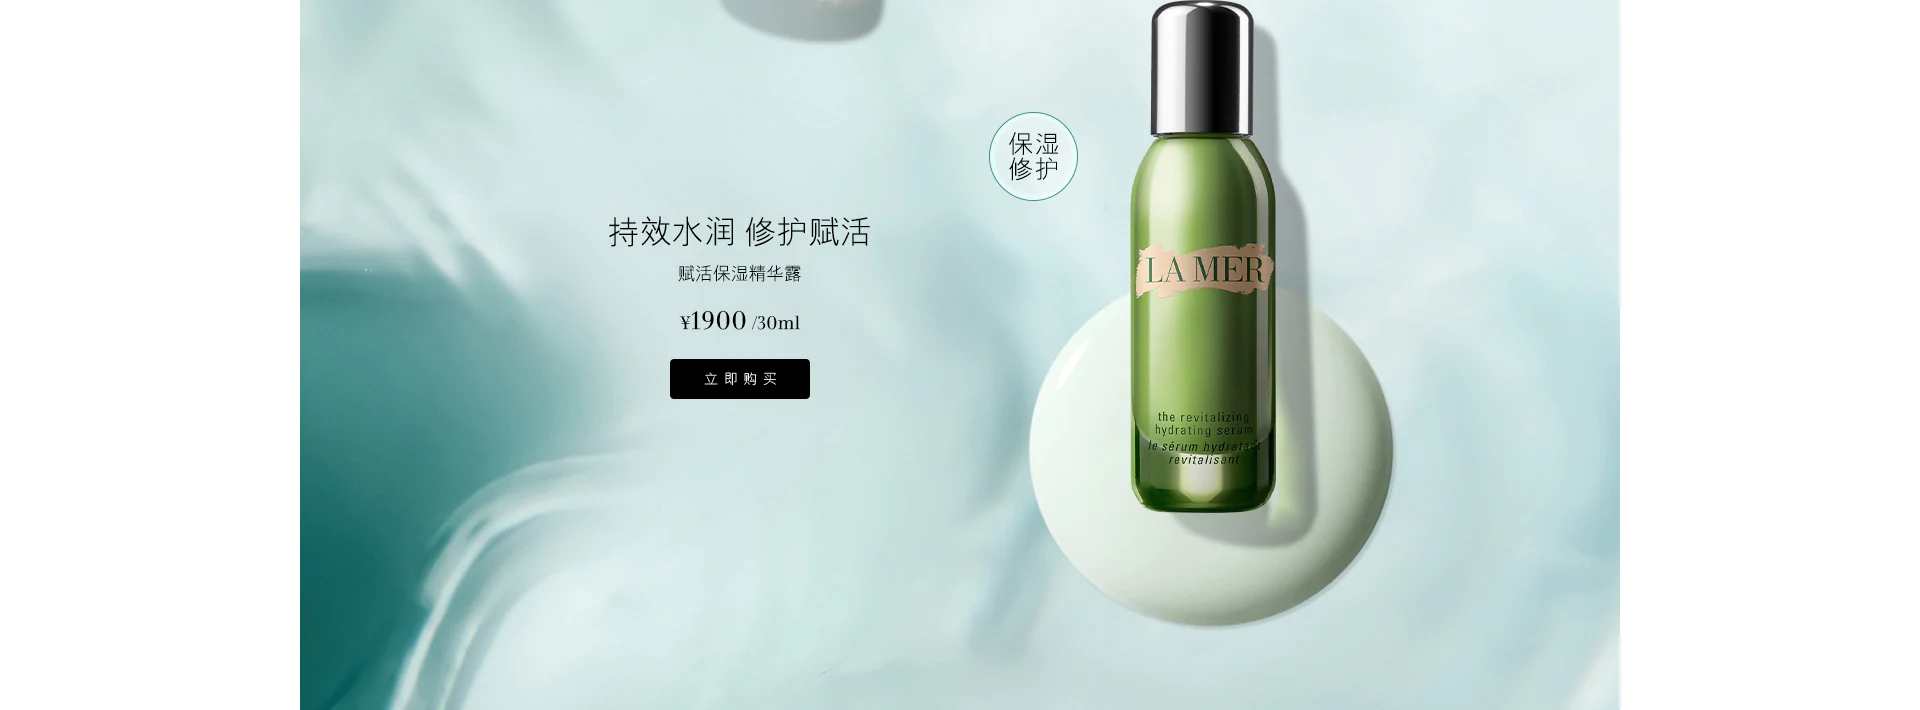 保湿
修护
持效水润 修护赋活
赋活保湿精华露
¥1900 /30ml
立即购买
LA MER
the revitalizing
hydrating serum
le sérum hydratant
revitalisant